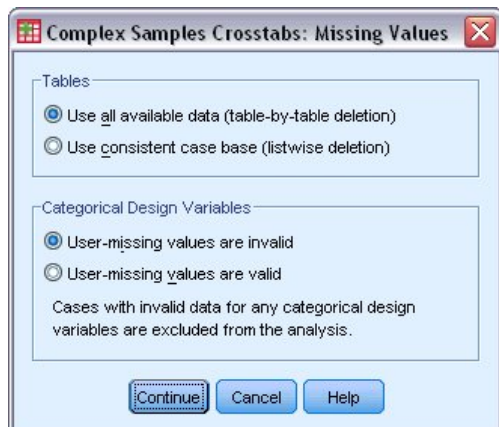 Complex Samples Crosstabs: Missing Values
Tables
Use all available data (table-by-table deletion)
Use consistent case base (listwise deletion)
Categorical Design Variables
User-missing values are invalid
User-missing values are valid
Cases with invalid data for any categorical design
variables are excluded from the analysis.
Continue Cancel Help